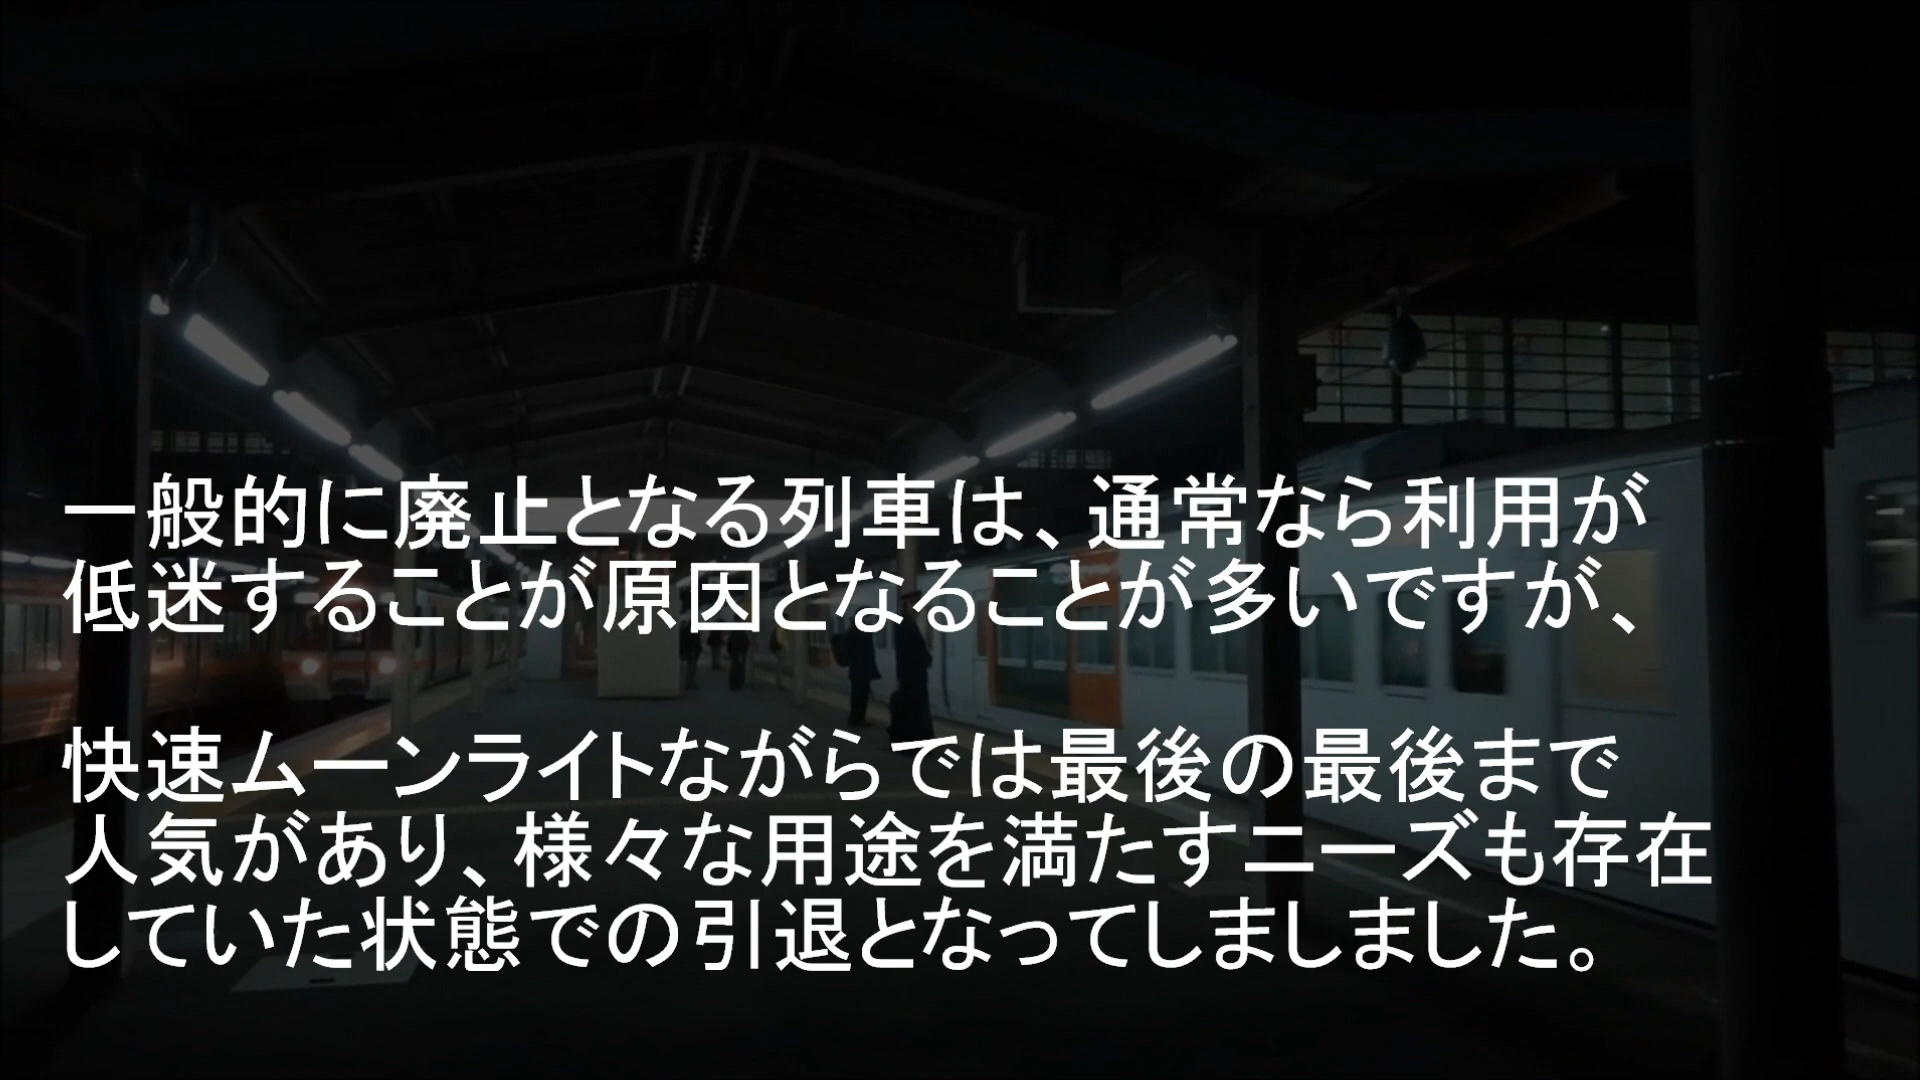 一般的に廃止となる列車は、通常なら利用が
低迷することが原因となることが多いですが、
快速ムーンライトながらでは最後の最後まで
人気があり、様々な用途を満たすニーズも存在
していた状態での引退となってしましました。